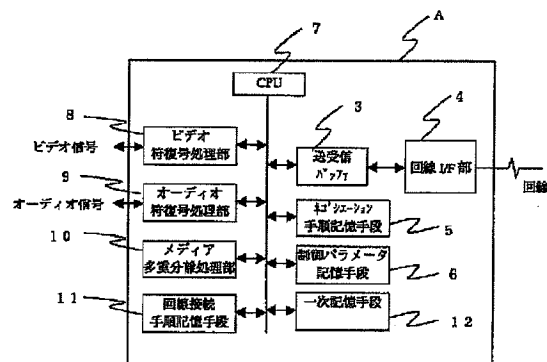 7
A
CPU
8
3
4
ビデオ信号
ビデオ
符復号処理部
送受信
バッファ
回線I/F部
回線
9
オーディオ信号
オーディオ
符復号処理部
ネゴシエーション
手順記憶手段
5
10
メディア
多重分離処理部
制御パラメータ
記憶手段
6
11
回線接続
手順記憶手段
一次記憶手段
12